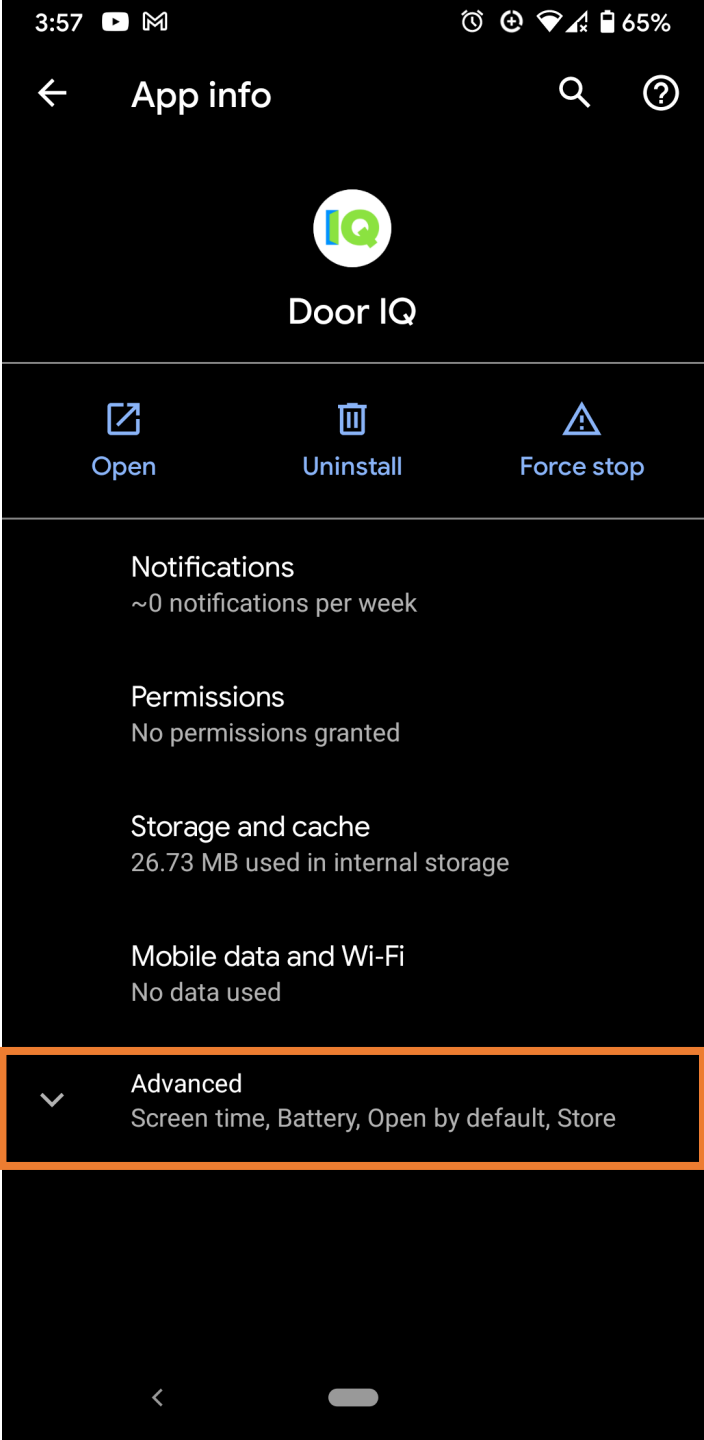 3:57 65%
App info
IQ
Door IQ
Open Uninstall Force stop
Notifications
~0 notifications per week
Permissions
No permissions granted
Storage and cache
26.73 MB used in internal storage
Mobile data and Wi-Fi
No data used
Advanced
Screen time, Battery, Open by default, Store